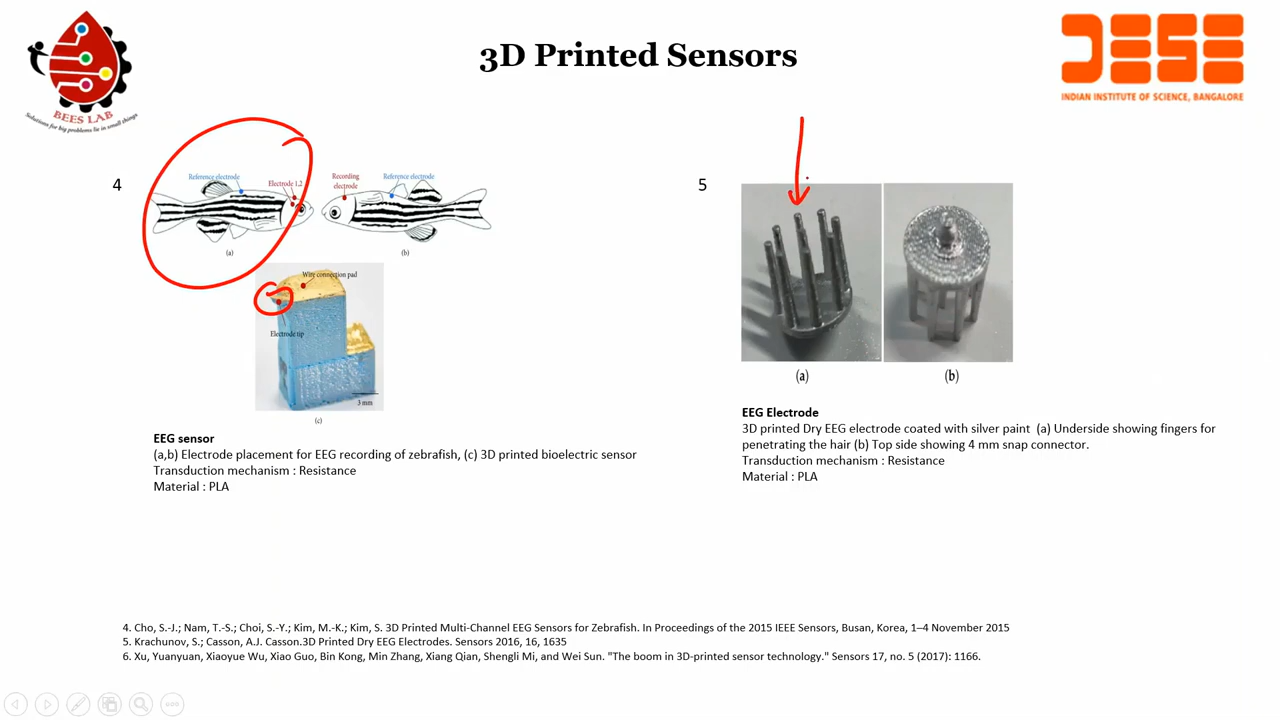 3D Printed Sensors
BEES LAB
Solutions for big problems lie in small things
DESE
INDIAN INSTITUTE OF SCIENCE, BANGALORE
4
Reference electrode
Electrode 1,2
(a)
Recording
electrode
Reference electrode
(b)
Wire connection pad
Electrode tip
3 mm
(c)
EEG sensor
(a,b) Electrode placement for EEG recording of zebrafish, (c) 3D printed bioelectric sensor
Transduction mechanism : Resistance
Material : PLA
5
(a)
(b)
EEG Electrode
3D printed Dry EEG electrode coated with silver paint (a) Underside showing fingers for
penetrating the hair (b) Top side showing 4 mm snap connector.
Transduction mechanism : Resistance
Material : PLA
4. Cho, S.-J.; Nam, T.-S.; Choi, S.-Y.; Kim, M.-K.; Kim, S. 3D Printed Multi-Channel EEG Sensors for Zebrafish. In Proceedings of the 2015 IEEE Sensors, Busan, Korea, 1–4 November 2015
5. Krachunov, S.; Casson, A.J. Casson.3D Printed Dry EEG Electrodes. Sensors 2016, 16, 1635
6. Xu, Yuanyuan, Xiaoyue Wu, Xiao Guo, Bin Kong, Min Zhang, Xiang Qian, Shengli Mi, and Wei Sun. "The boom in 3D-printed sensor technology." Sensors 17, no. 5 (2017): 1166.